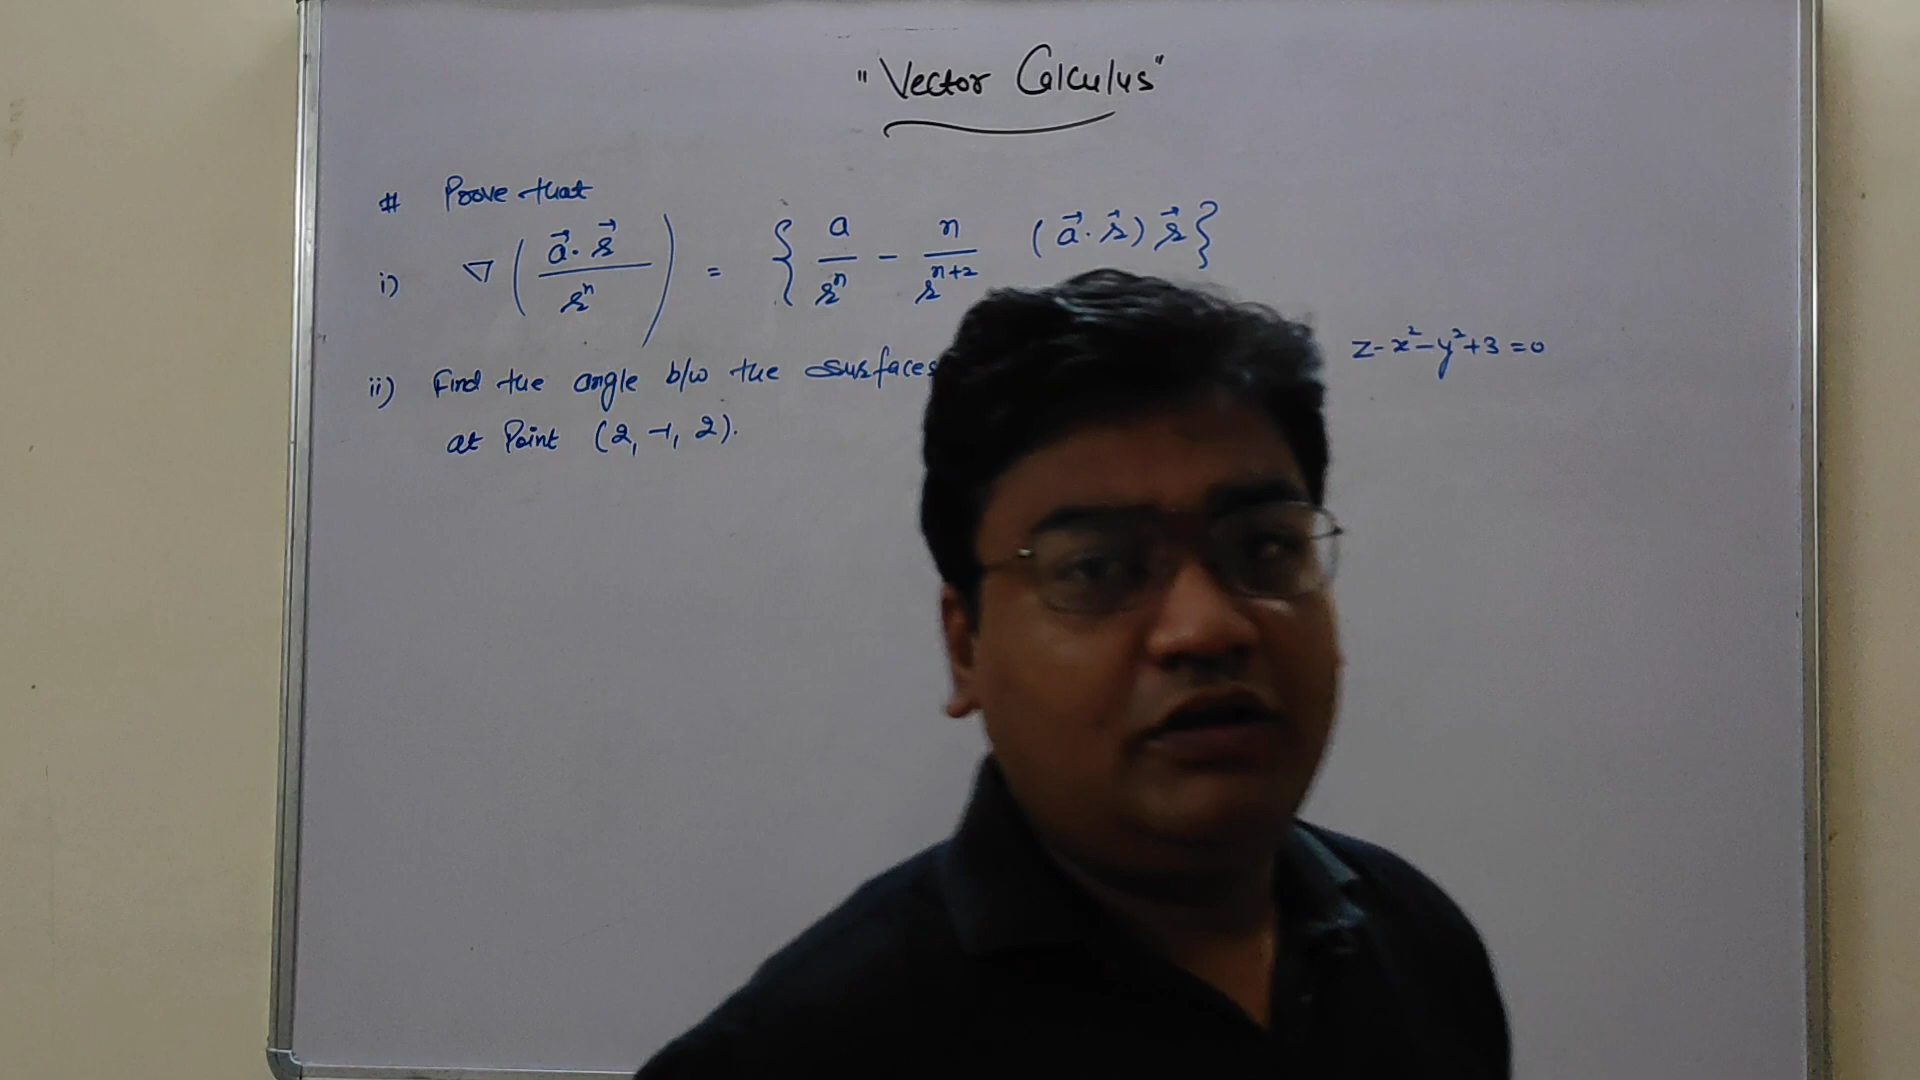 "Vector Calculus"
# Prove that
i) ∇ ( a⃗ · r⃗ / rⁿ ) = { a / rⁿ − n / rⁿ⁺² ( a⃗ · r⃗ ) r⃗ }
ii) Find the angle b/w the surfaces z-x²-y²+3=0
at Point (2, -1, 2).